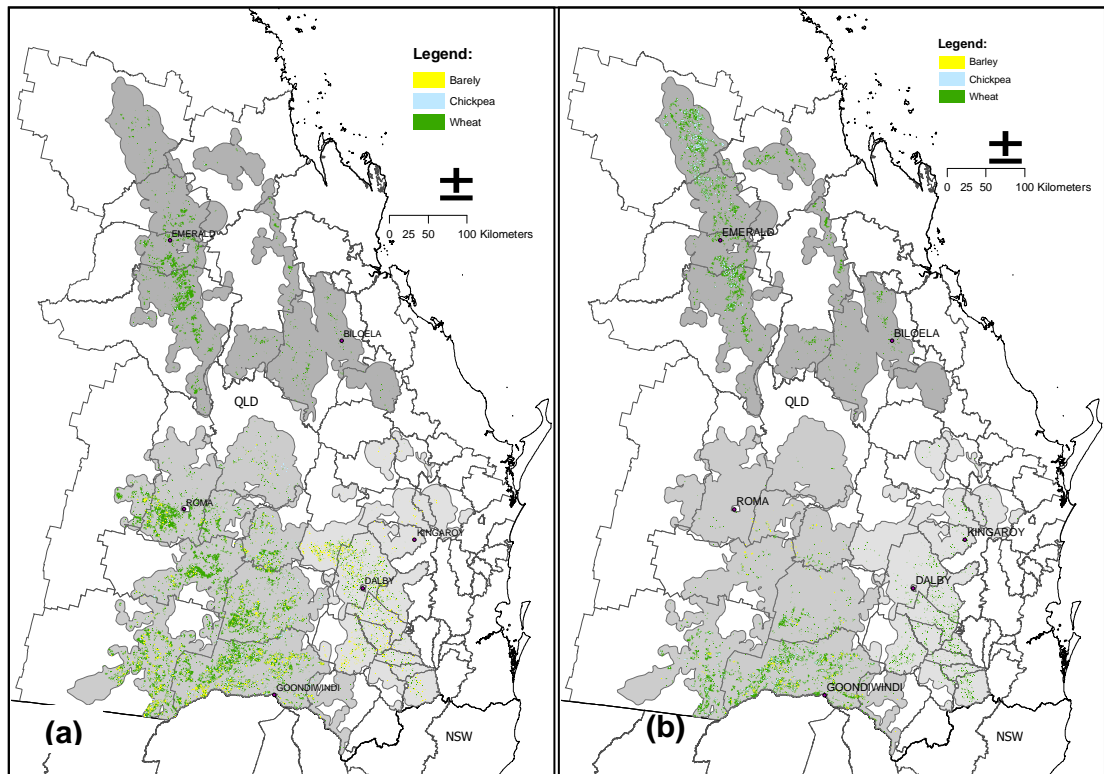 Legend:
Barely
Chickpea
Wheat
±
0 25 50 100 Kilometers
EMERALD
BILOELA
QLD
ROMA
KINGAROY
DALBY
GOONDIWINDI
NSW
(a)
Legend:
Barley
Chickpea
Wheat
±
0 25 50 100 Kilometers
EMERALD
BILOELA
QLD
ROMA
KINGAROY
DALBY
GOONDIWINDI
NSW
(b)